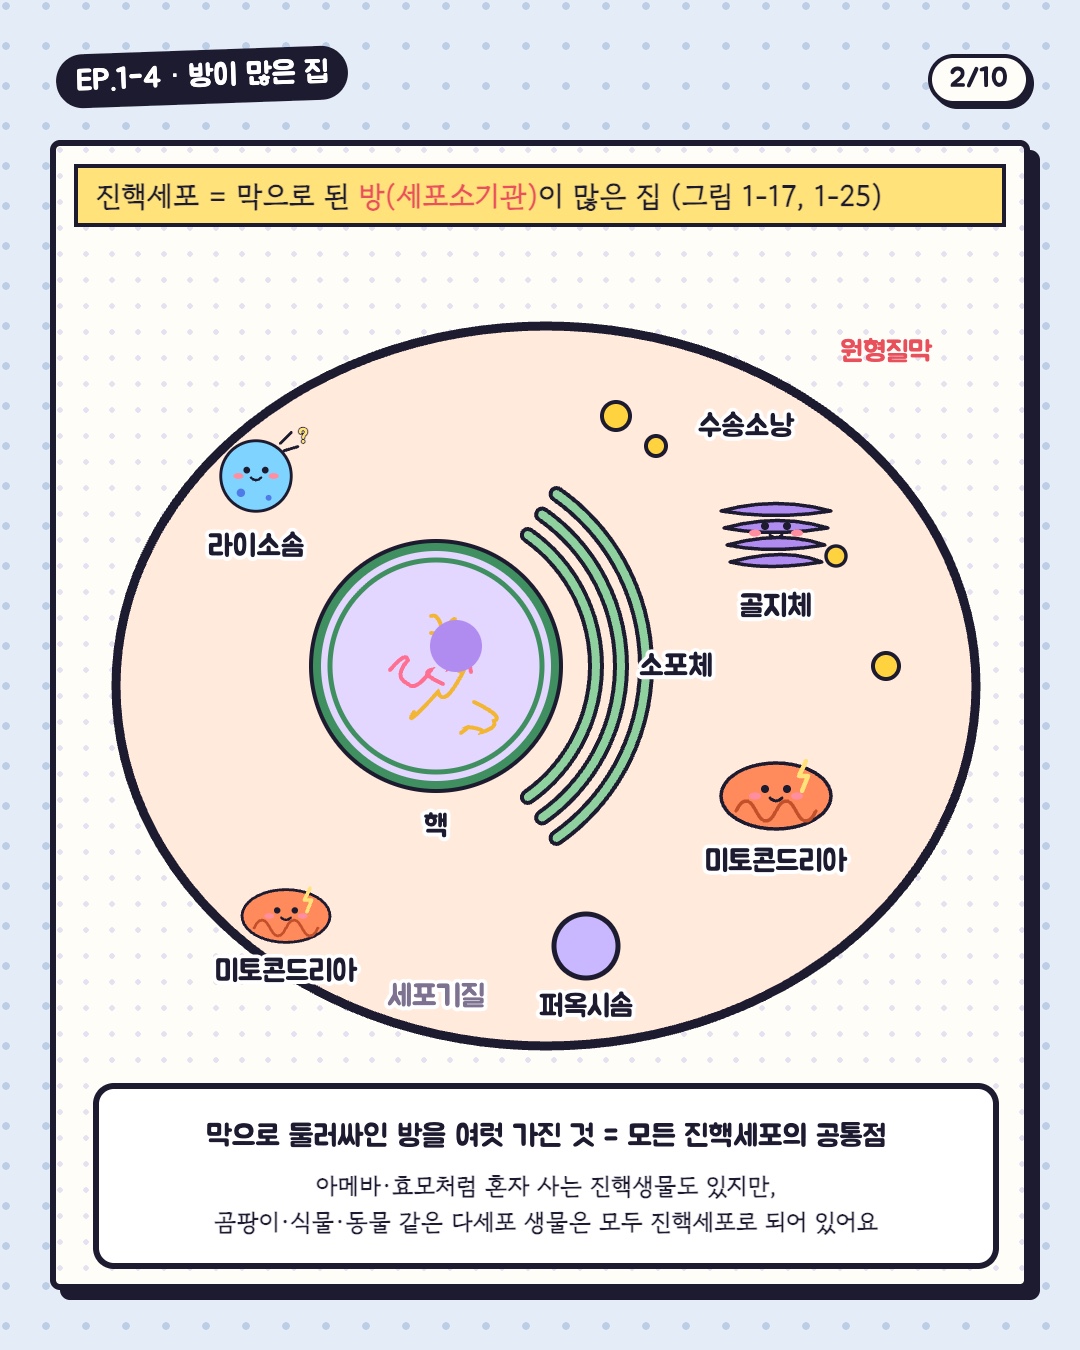 EP.1-4 · 방이 많은 집
2/10
진핵세포 = 막으로 된 방(세포소기관)이 많은 집 (그림 1-17, 1-25)
원형질막
수송소낭
?
라이소솜
골지체
소포체
핵
미토콘드리아
미토콘드리아
세포기질
퍼옥시솜
막으로 둘러싸인 방을 여럿 가진 것 = 모든 진핵세포의 공통점
아메바·효모처럼 혼자 사는 진핵생물도 있지만,
곰팡이·식물·동물 같은 다세포 생물은 모두 진핵세포로 되어 있어요